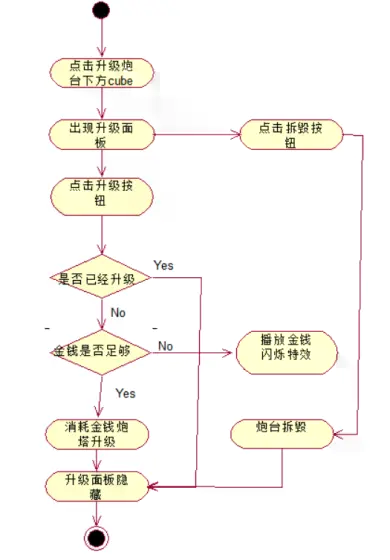 点击升级炮
台下方cube
出现升级面
板
点击拆毁按
钮
点击升级按
钮
是否已经升级
Yes
No
金钱是否足够
No
播放金钱
闪烁特效
Yes
消耗金钱炮
塔升级
炮台拆毁
升级面板隐
藏